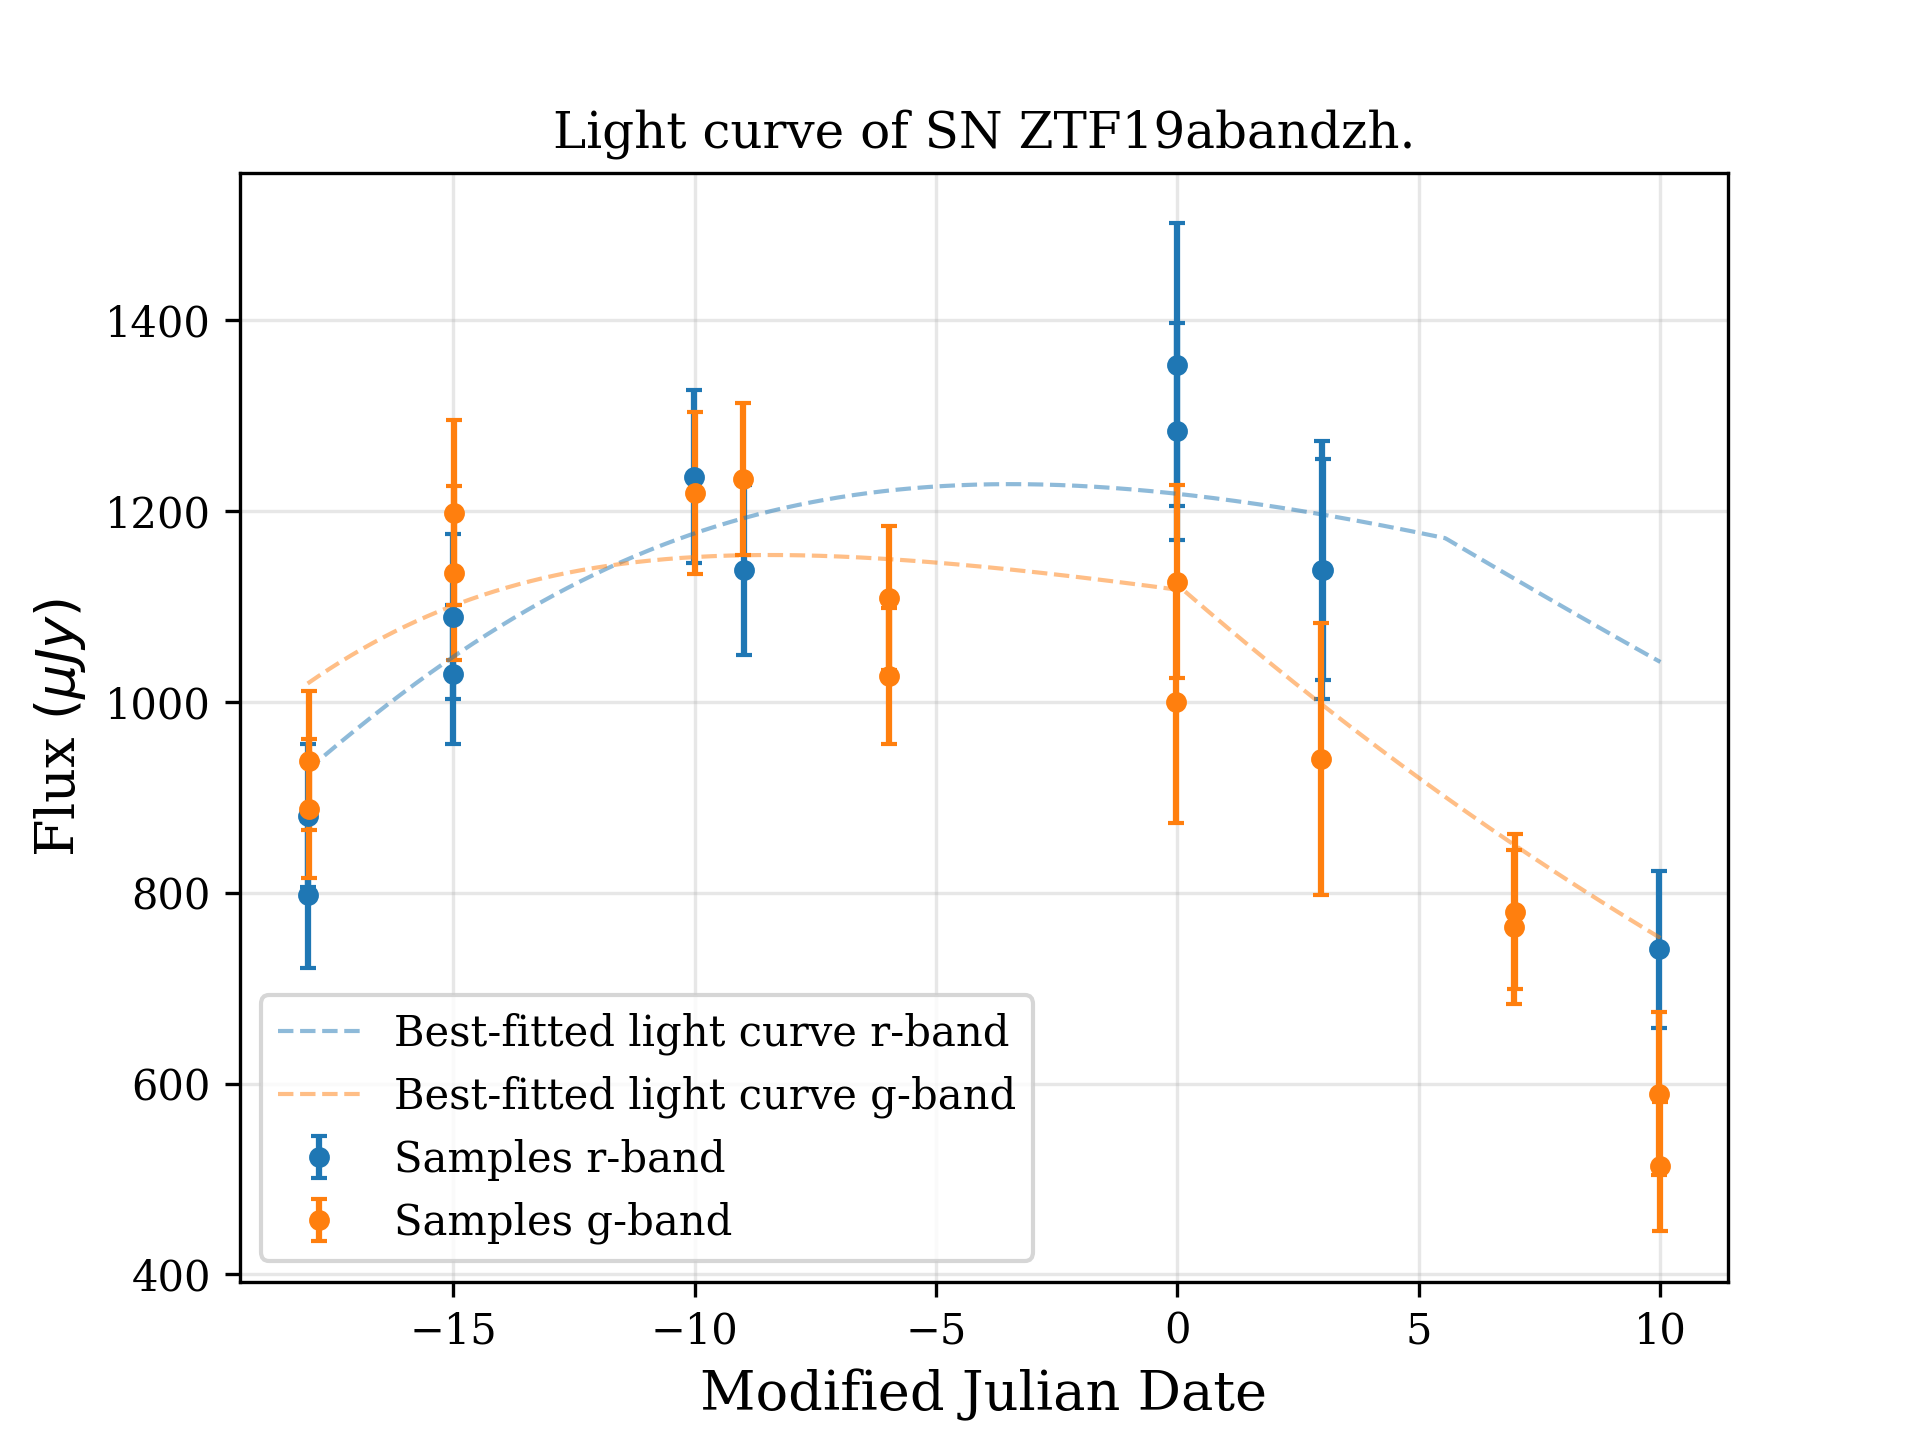 Light curve of SN ZTF19abandzh.
Flux (μJy)
1400
1200
1000
800
600
400
Best-fitted light curve r-band
Best-fitted light curve g-band
Samples r-band
Samples g-band
−15 −10 −5 0 5 10
Modified Julian Date